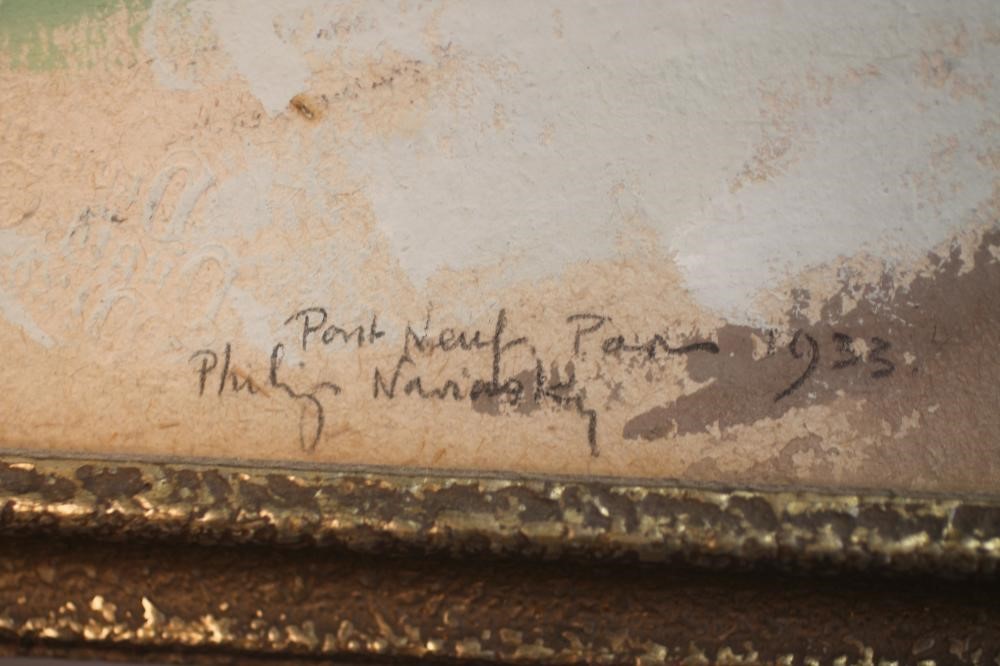 Pont Neuf, Paris 1933.
Philip Naviasky